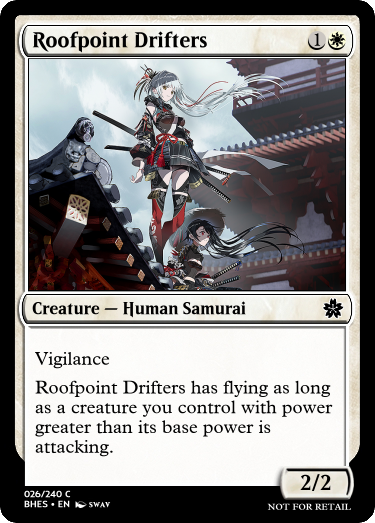 Roofpoint Drifters 1
Creature — Human Samurai
Vigilance
Roofpoint Drifters has flying as long
as a creature you control with power
greater than its base power is
attacking.
2/2
026/240 C
BHES • EN SWAV
NOT FOR RETAIL